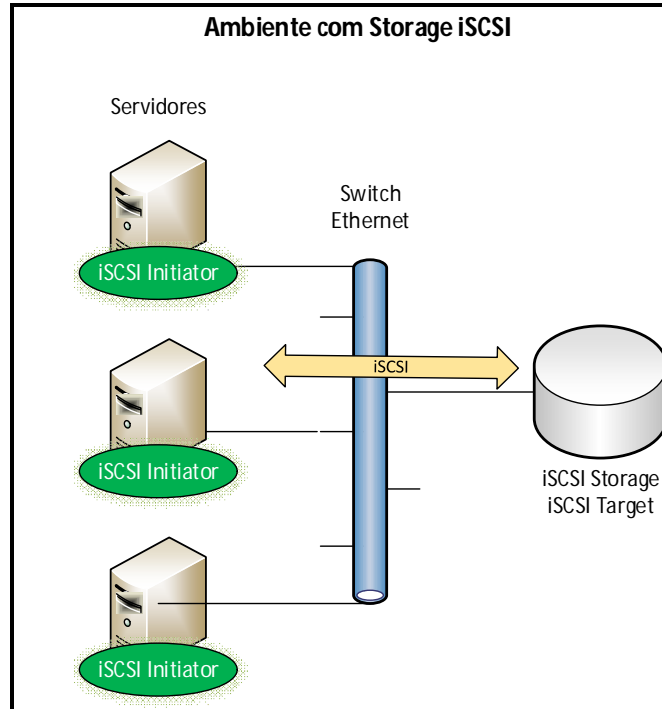 Ambiente com Storage iSCSI
Servidores
Switch
Ethernet
iSCSI Initiator
iSCSI
iSCSI Initiator
iSCSI Storage
iSCSI Target
iSCSI Initiator